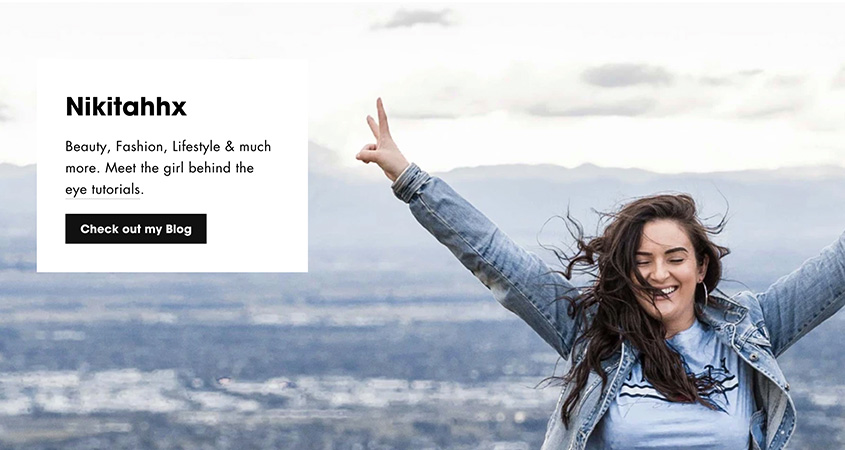 Nikitahhx
Beauty, Fashion, Lifestyle & much
more. Meet the girl behind the
eye tutorials.
Check out my Blog